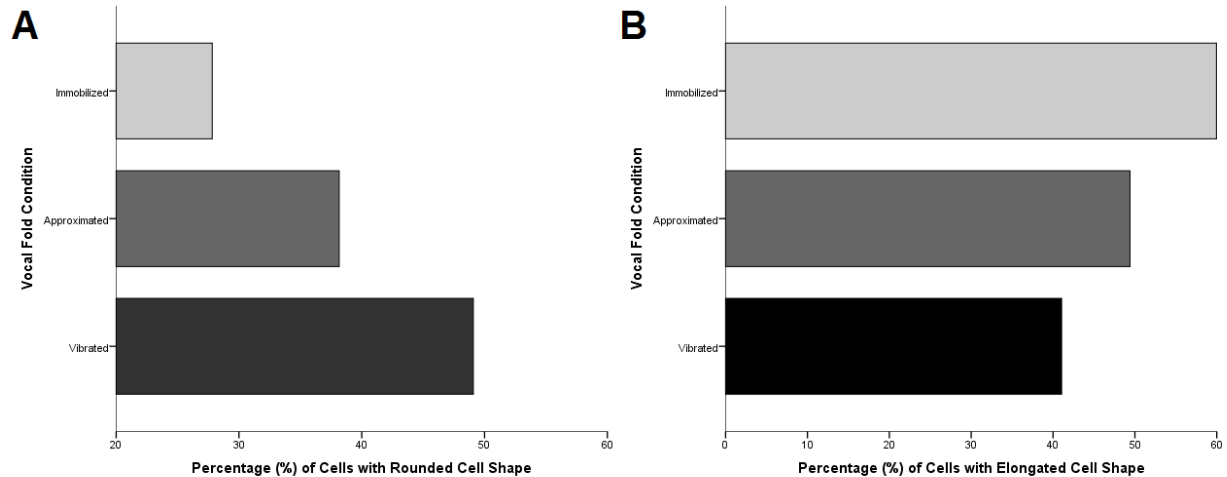 A
Vocal Fold Condition
Immobilized
Approximated
Vibrated
20 30 40 50 60
Percentage (%) of Cells with Rounded Cell Shape
B
Vocal Fold Condition
Immobilized
Approximated
Vibrated
0 10 20 30 40 50 60
Percentage (%) of Cells with Elongated Cell Shape